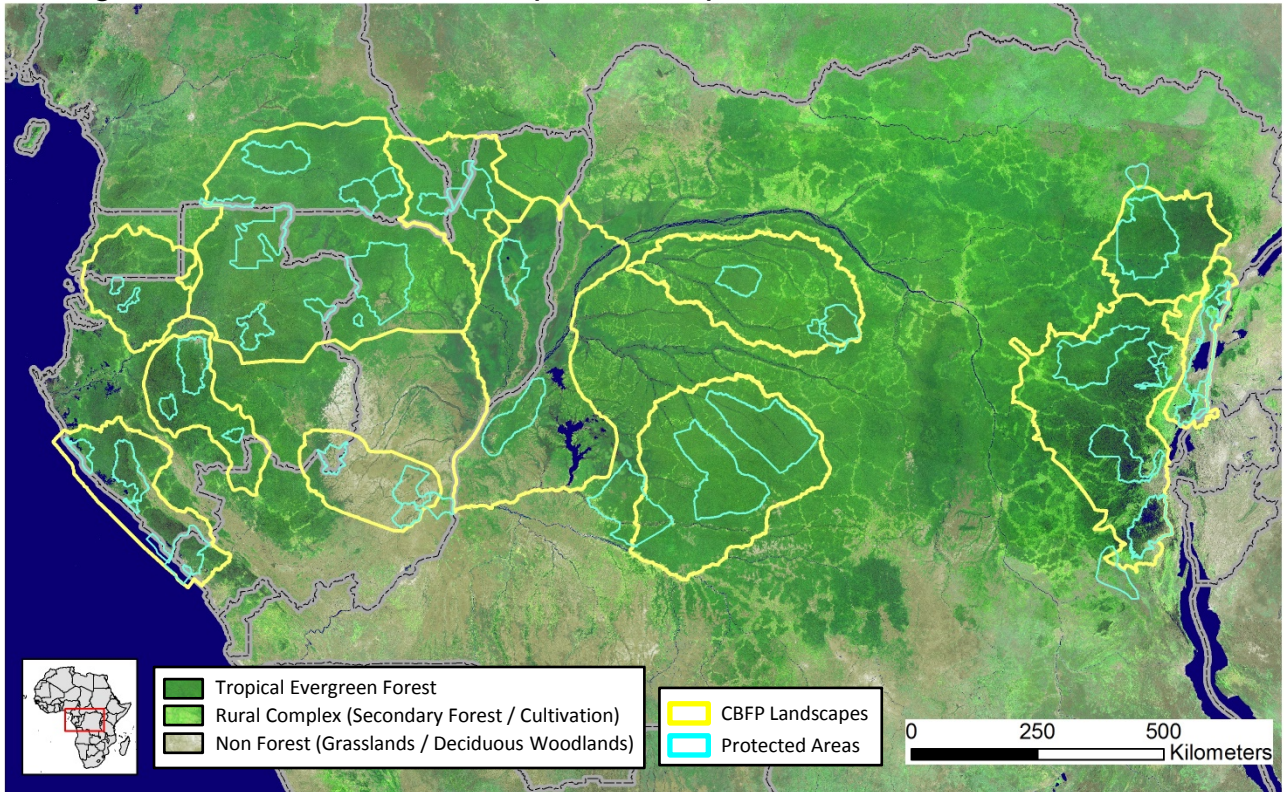 Tropical Evergreen Forest
Rural Complex (Secondary Forest / Cultivation)
Non Forest (Grasslands / Deciduous Woodlands)
CBFP Landscapes
Protected Areas
0 250 500
Kilometers